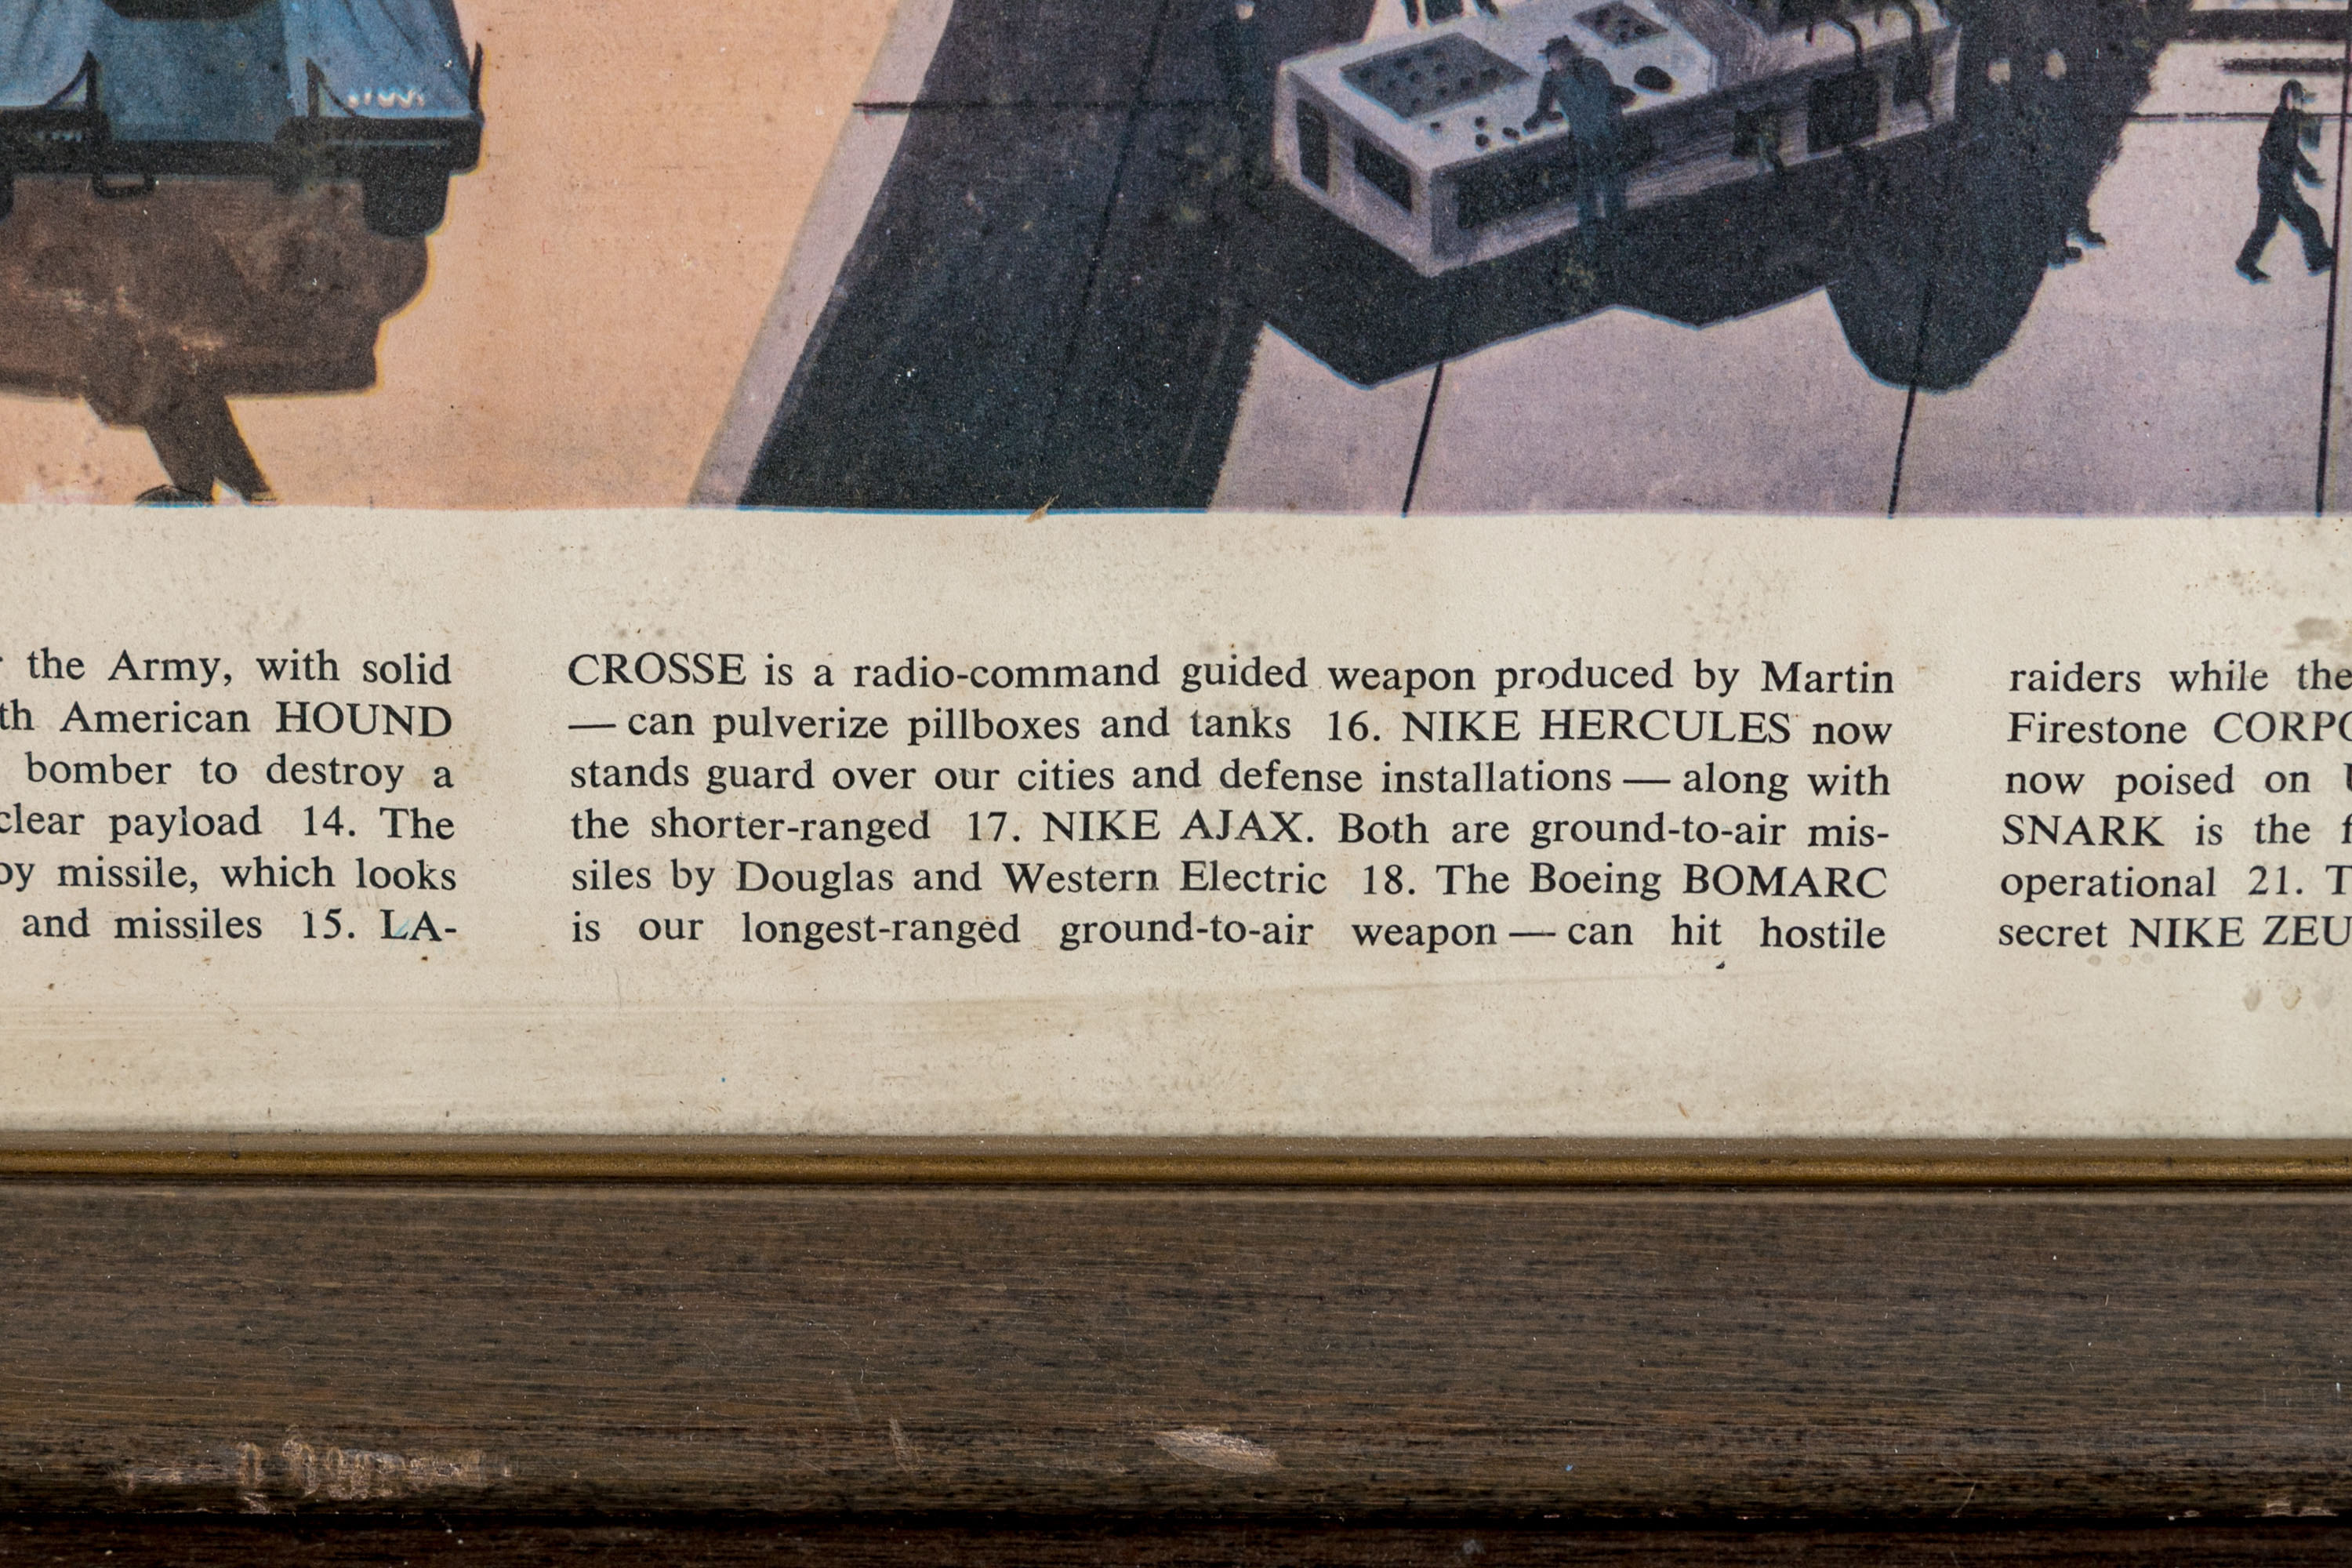 the Army, with solid
th American HOUND
bomber to destroy a
clear payload 14. The
oy missile, which looks
and missiles 15. LA-
CROSSE is a radio-command guided weapon produced by Martin
— can pulverize pillboxes and tanks 16. NIKE HERCULES now
stands guard over our cities and defense installations — along with
the shorter-ranged 17. NIKE AJAX. Both are ground-to-air mis-
siles by Douglas and Western Electric 18. The Boeing BOMARC
is our longest-ranged ground-to-air weapon — can hit hostile
raiders while the
Firestone CORPO
now poised on
SNARK is the f
operational 21. T
secret NIKE ZEU